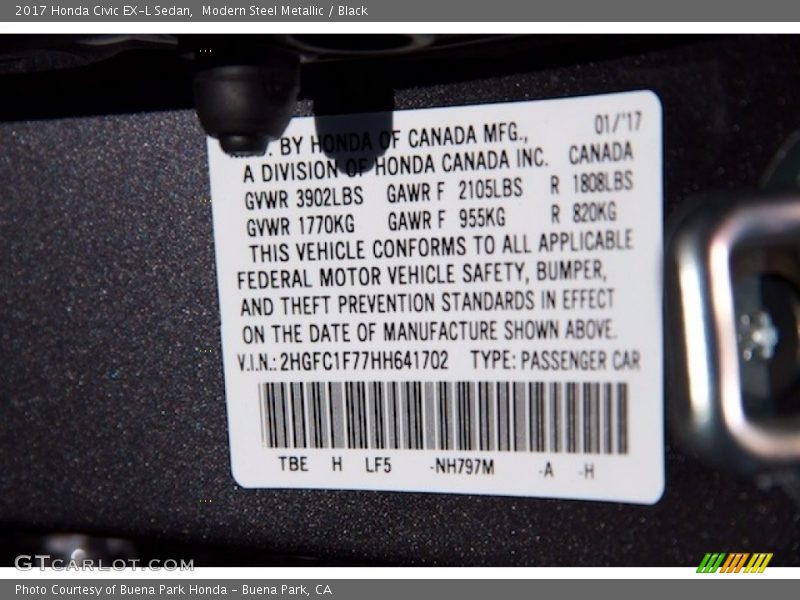 2017 Honda Civic EX-L Sedan,  Modern Steel Metallic / Black
01/'17
BY HONDA OF CANADA MFG.,
A DIVISION OF HONDA CANADA INC. CANADA
GVWR 3902LBS GAWR F 2105LBS R 1808LBS
GVWR 1770KG GAWR F 955KG R 820KG
THIS VEHICLE CONFORMS TO ALL APPLICABLE
FEDERAL MOTOR VEHICLE SAFETY, BUMPER,
AND THEFT PREVENTION STANDARDS IN EFFECT
ON THE DATE OF MANUFACTURE SHOWN ABOVE.
V.I.N.: 2HGFC1F77HH641702 TYPE: PASSENGER CAR
TBE H LF5 -NH797M -A -H
GTCARLOT.COM
Photo Courtesy of Buena Park Honda - Buena Park, CA